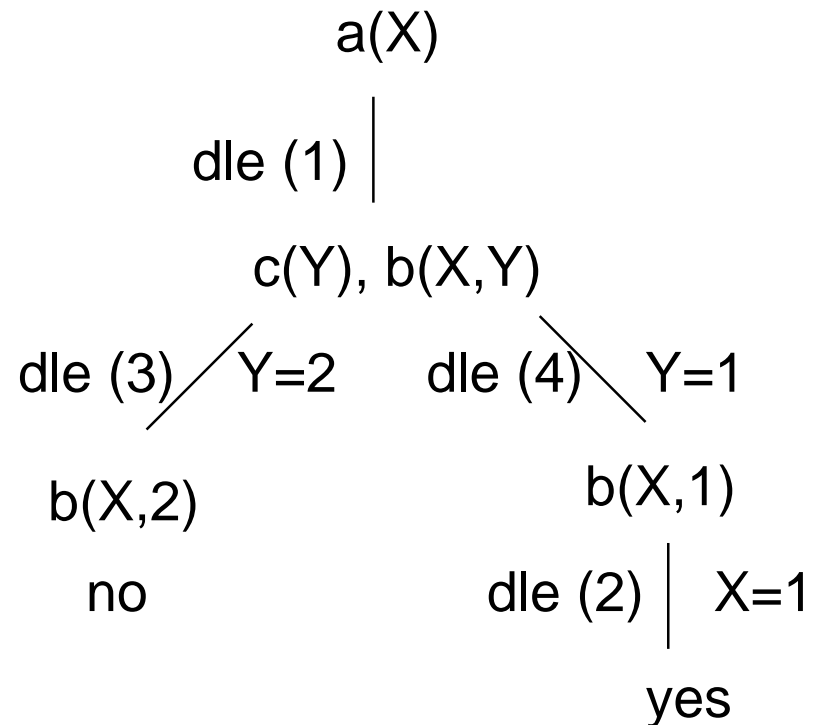 a(X)
dle (1)
c(Y), b(X,Y)
dle (3) Y=2 dle (4) Y=1
b(X,2) b(X,1)
no dle (2) X=1
yes